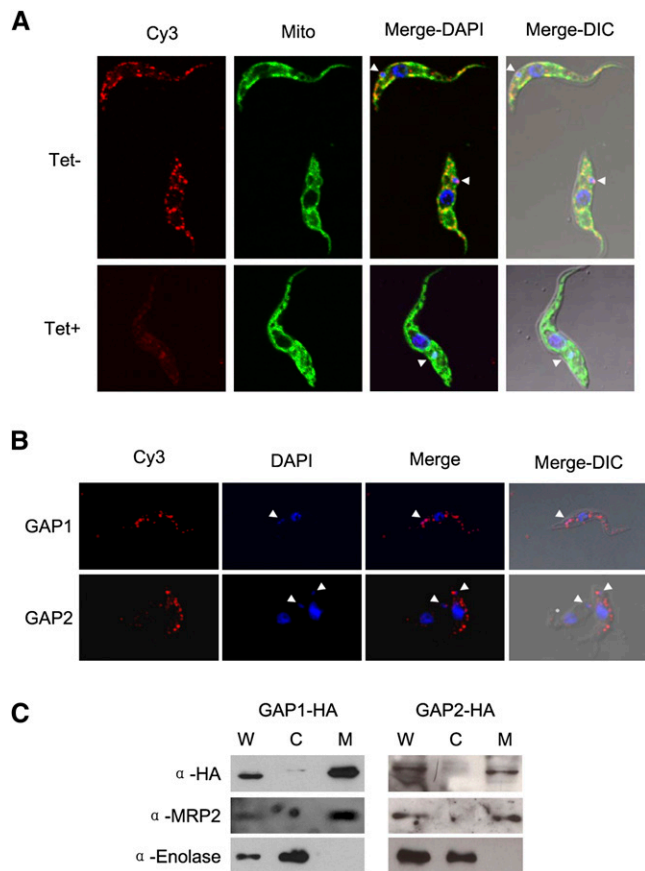 A
Cy3 Mito Merge-DAPI Merge-DIC
Tet-
Tet+
B
Cy3 DAPI Merge Merge-DIC
GAP1
GAP2
C
GAP1-HA GAP2-HA
W C M W C M
α-HA
α-MRP2
α-Enolase